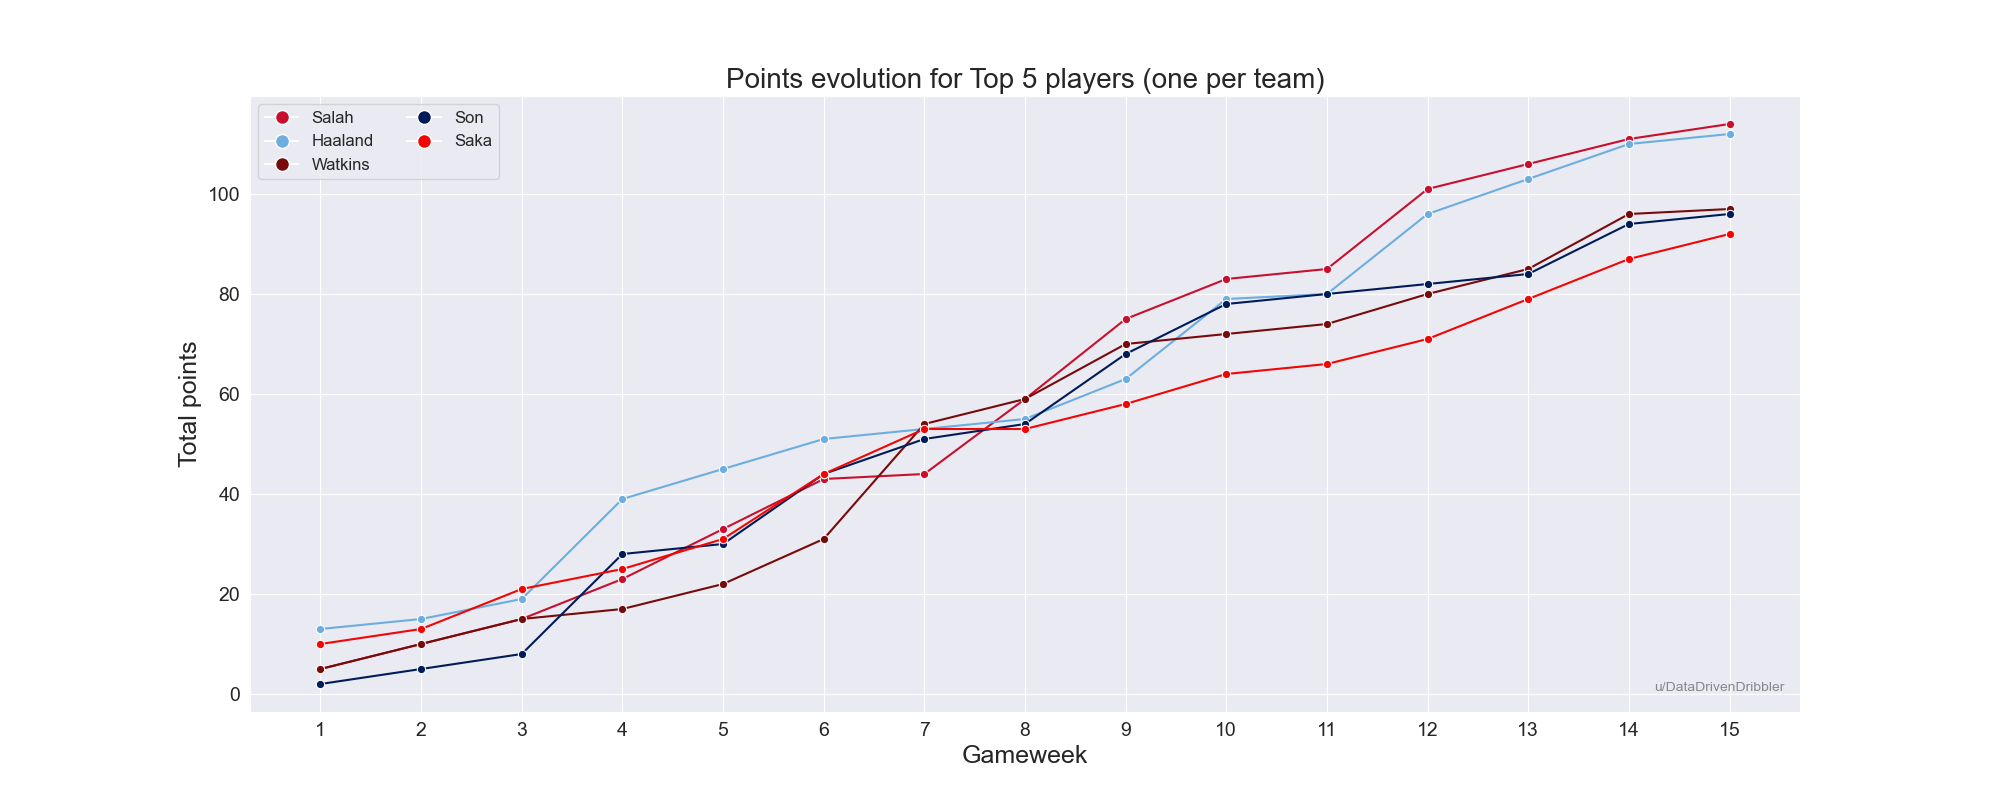 Points evolution for Top 5 players (one per team)
Salah
Haaland
Watkins
Son
Saka
Total points
100
80
60
40
20
0
u/DataDrivenDribbler
1 2 3 4 5 6 7 8 9 10 11 12 13 14 15
Gameweek